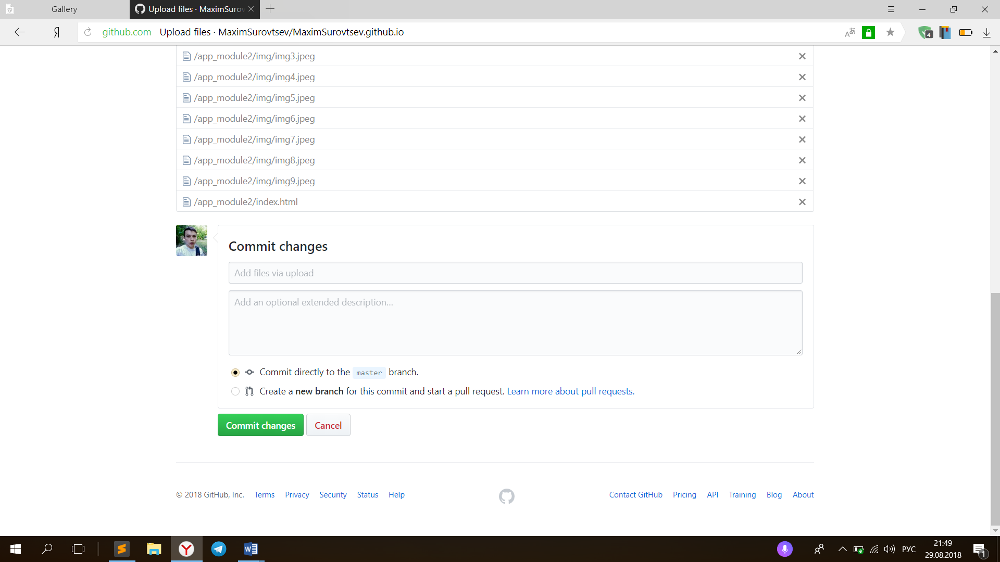 Gallery
Upload files · MaximSurov
github.com Upload files · MaximSurovtsev/MaximSurovtsev.github.io
4
/app_module2/img/img3.jpeg
/app_module2/img/img4.jpeg
/app_module2/img/img5.jpeg
/app_module2/img/img6.jpeg
/app_module2/img/img7.jpeg
/app_module2/img/img8.jpeg
/app_module2/img/img9.jpeg
/app_module2/index.html
Commit changes
Add files via upload
Add an optional extended description...
Commit directly to the master branch.
Create a new branch for this commit and start a pull request. Learn more about pull requests.
Commit changes Cancel
© 2018 GitHub, Inc. Terms Privacy Security Status Help Contact GitHub Pricing API Training Blog About
РУС
21:49
29.08.2018
1